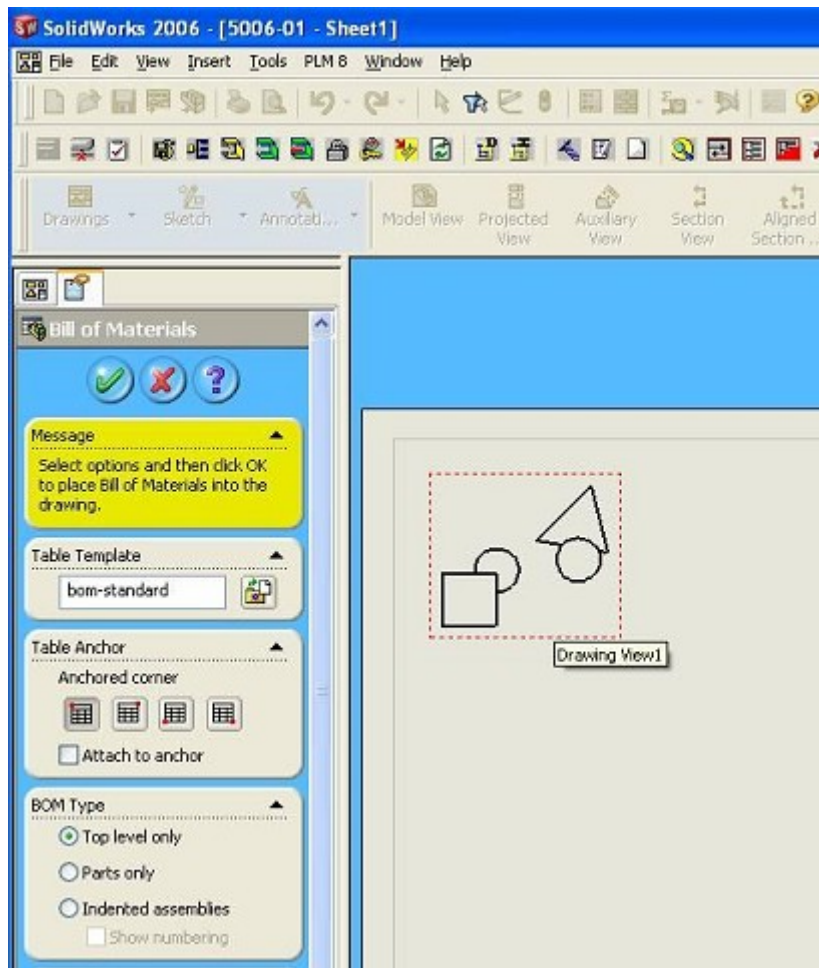 SolidWorks 2006 - [5006-01 - Sheet1]
File Edit View Insert Tools PLM 8 Window Help
Drawings Sketch Annotati... Model View Projected View Auxiliary View Section View Aligned Section ...
Bill of Materials
Message
Select options and then click OK
to place Bill of Materials into the
drawing.
Table Template
bom-standard
Table Anchor
Anchored corner
Attach to anchor
BOM Type
Top level only
Parts only
Indented assemblies
Show numbering
Drawing View1